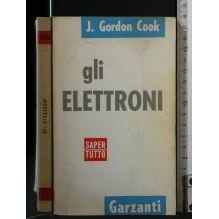 J. Gordon Cook
gli
ELETTRONI
SAPER
TUTTO
Garzanti